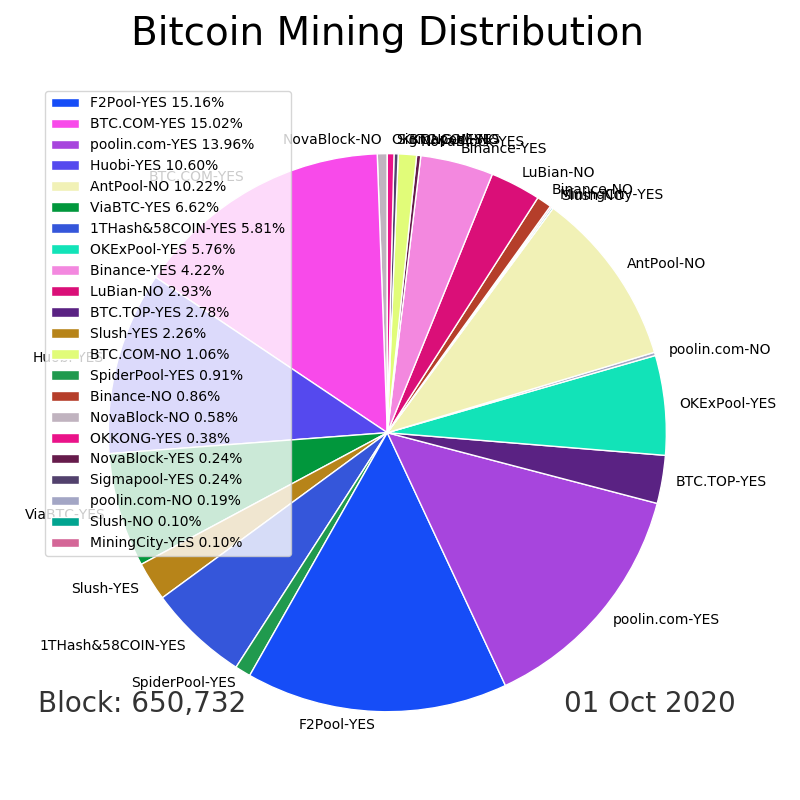 Bitcoin Mining Distribution
F2Pool-YES 15.16%
BTC.COM-YES 15.02%
poolin.com-YES 13.96%
Huobi-YES 10.60%
AntPool-NO 10.22%
ViaBTC-YES 6.62%
1THash&58COIN-YES 5.81%
OKExPool-YES 5.76%
Binance-YES 4.22%
LuBian-NO 2.93%
BTC.TOP-YES 2.78%
Slush-YES 2.26%
BTC.COM-NO 1.06%
SpiderPool-YES 0.91%
Binance-NO 0.86%
NovaBlock-NO 0.58%
OKKONG-YES 0.38%
NovaBlock-YES 0.24%
Sigmapool-YES 0.24%
poolin.com-NO 0.19%
Slush-NO 0.10%
MiningCity-YES 0.10%
NovaBlock-NO
Binance-YES
LuBian-NO
Binance-NO
AntPool-NO
poolin.com-NO
OKExPool-YES
BTC.TOP-YES
poolin.com-YES
F2Pool-YES
SpiderPool-YES
1THash&58COIN-YES
Slush-YES
ViaBTC-YES
Huobi-YES
BTC.COM-YES
Block: 650,732
01 Oct 2020